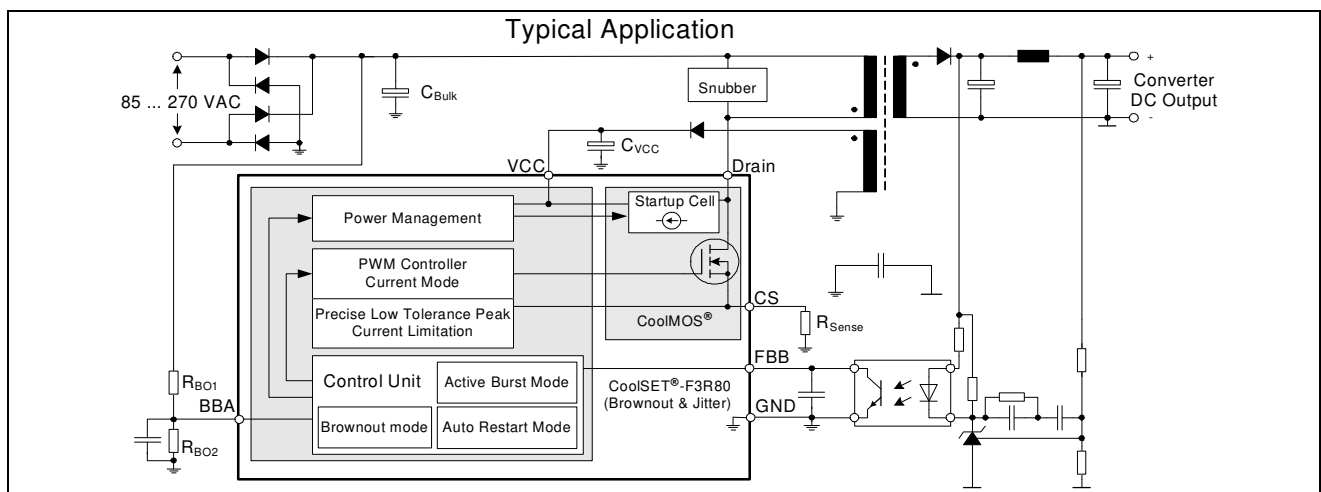 Typical Application
85 ... 270 VAC
CBulk
Snubber
+
Converter
DC Output
-
CVCC
VCC
Drain
Power Management
Startup Cell
PWM Controller
Current Mode
Precise Low Tolerance Peak
Current Limitation
CoolMOS®
CS
RSense
FBB
Control Unit
Active Burst Mode
Brownout mode
Auto Restart Mode
CoolSET®-F3R80
(Brownout & Jitter)
GND
RBO1
BBA
RBO2